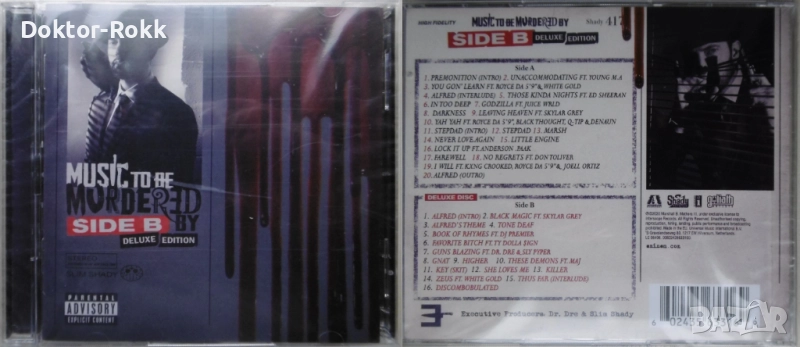 Doktor-Rokk
MUSIC TO BE
MURDERED
BY
SIDE B
DELUXE EDITION
SLIM SHADY
PARENTAL
ADVISORY
EXPLICIT CONTENT
HIGH FIDELITY
MUSIC TO BE MURDERED BY
Shady 417
SIDE B DELUXE EDITION
Side A
1. PREMONITION (INTRO) 2. UNACCOMMODATING FT. YOUNG M.A
3. YOU GON' LEARN FT. ROYCE DA 5'9" & WHITE GOLD
4. ALFRED (INTERLUDE) 5. THOSE KINDA NIGHTS FT. ED SHEERAN
6. IN TOO DEEP 7. GODZILLA FT. JUICE WRLD
8. DARKNESS 9. LEAVING HEAVEN FT. SKYLAR GREY
10. YAH YAH FT. ROYCE DA 5'9", BLACK THOUGHT, Q-TIP & DENAUN
11. STEPDAD (INTRO) 12. STEPDAD 13. MARSH
14. NEVER LOVE AGAIN 15. LITTLE ENGINE
16. LOCK IT UP FT. ANDERSON .PAAK
17. FAREWELL 18. NO REGRETS FT. DON TOLIVER
19. I WILL FT. KXNG CROOKED, ROYCE DA 5'9" & JOELL ORTIZ
20. ALFRED (OUTRO)
DELUXE DISC
Side B
1. ALFRED (INTRO) 2. BLACK MAGIC FT. SKYLAR GREY
3. ALFRED'S THEME 4. TONE DEAF
5. BOOK OF RHYMES FT. DJ PREMIER
6. FAVORITE BITCH FT. TY DOLLA $IGN
7. GUNS BLAZING FT. DR. DRE & SLY PYPER
8. GNAT 9. HIGHER 10. THESE DEMONS FT. MAJ
11. KEY (SKIT) 12. SHE LOVES ME 13. KILLER
14. ZEUS FT. WHITE GOLD 15. THUS FAR (INTERLUDE)
16. DISCOMBOBULATED
Executive Producers: Dr. Dre & Slim Shady
Shady